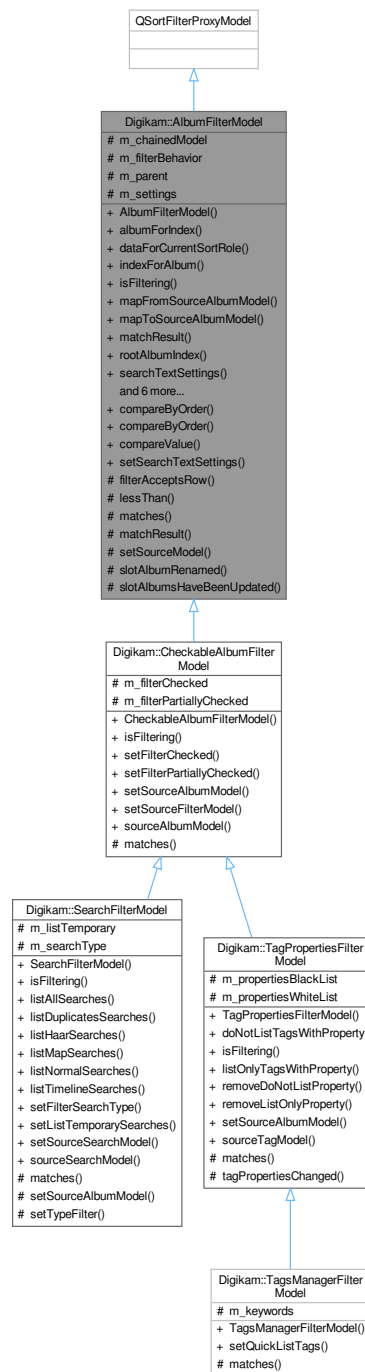 QSortFilterProxyModel
Digikam::AlbumFilterModel
# m_chainedModel
# m_filterBehavior
# m_parent
# m_settings
+ AlbumFilterModel()
+ albumForIndex()
+ dataForCurrentSortRole()
+ indexForAlbum()
+ isFiltering()
+ mapFromSourceAlbumModel()
+ mapToSourceAlbumModel()
+ matchResult()
+ rootAlbumIndex()
+ searchTextSettings()
and 6 more...
+ compareByOrder()
+ compareByOrder()
+ compareValue()
+ setSearchTextSettings()
# filterAcceptsRow()
# lessThan()
# matches()
# matchResult()
# setSourceModel()
# slotAlbumRenamed()
# slotAlbumsHaveBeenUpdated()
Digikam::CheckableAlbumFilter
Model
# m_filterChecked
# m_filterPartiallyChecked
+ CheckableAlbumFilterModel()
+ isFiltering()
+ setFilterChecked()
+ setFilterPartiallyChecked()
+ setSourceAlbumModel()
+ setSourceFilterModel()
+ sourceAlbumModel()
# matches()
Digikam::SearchFilterModel
# m_listTemporary
# m_searchType
+ SearchFilterModel()
+ isFiltering()
+ listAllSearches()
+ listDuplicatesSearches()
+ listHaarSearches()
+ listMapSearches()
+ listNormalSearches()
+ listTimelineSearches()
+ setFilterSearchType()
+ setListTemporarySearches()
+ setSourceSearchModel()
+ sourceSearchModel()
# matches()
# setSourceAlbumModel()
# setTypeFilter()
Digikam::TagPropertiesFilter
Model
# m_propertiesBlackList
# m_propertiesWhiteList
+ TagPropertiesFilterModel()
+ doNotListTagsWithProperty
+ isFiltering()
+ listOnlyTagsWithProperty()
+ removeDoNotListProperty()
+ removeListOnlyProperty()
+ setSourceAlbumModel()
+ sourceTagModel()
# matches()
# tagPropertiesChanged()
Digikam::TagsManagerFilter
Model
# m_keywords
+ TagsManagerFilterModel()
+ setQuickListTags()
# matches()